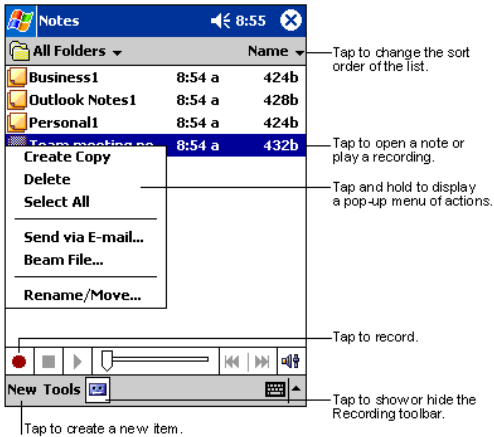 Notes 8:55
All Folders Name
Tap to change the sort
order of the list.
Business1 8:54 a 424b
Outlook Notes1 8:54 a 428b
Personal1 8:54 a 424b
Team meeting no 8:54 a 432b
Tap to open a note or
play a recording.
Create Copy
Delete
Select All
Tap and hold to display
a pop-up menu of actions.
Send via E-mail...
Beam File...
Rename/Move...
Tap to record.
New Tools
Tap to show or hide the
Recording toolbar.
Tap to create a new item.